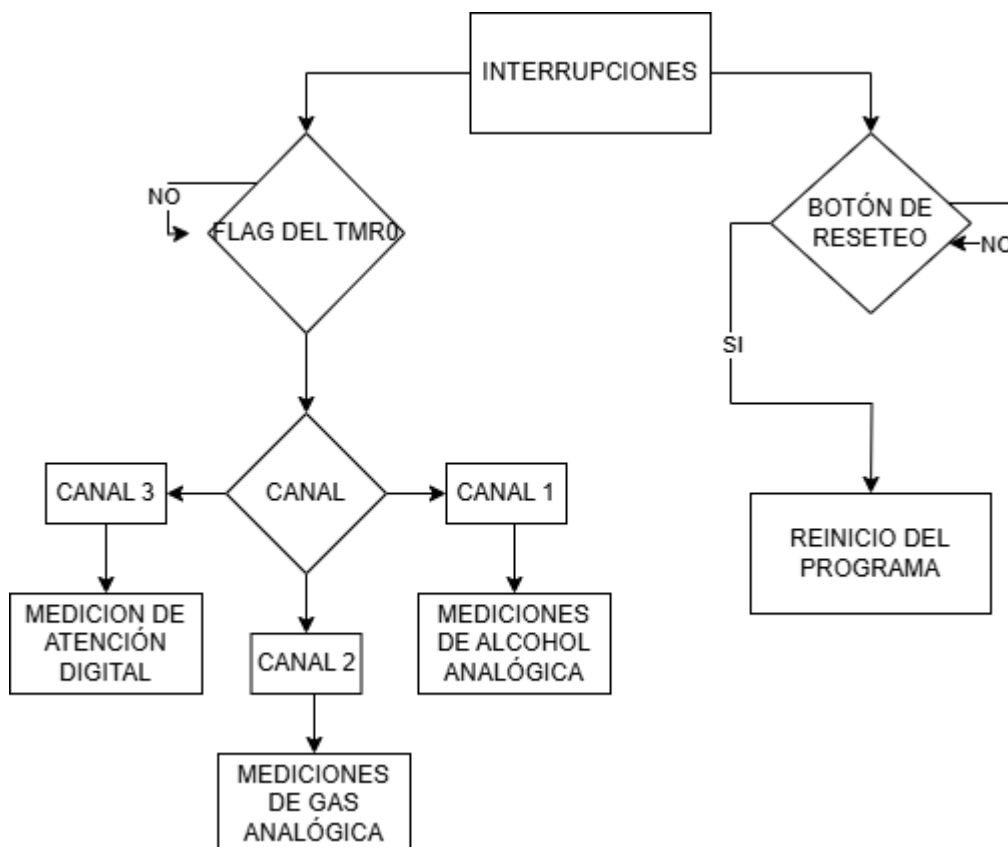 INTERRUPCIONES
NO
FLAG DEL TMR0
BOTÓN DE
RESETEO
NO
SI
CANAL 3
CANAL
CANAL 1
REINICIO DEL
PROGRAMA
MEDICION DE
ATENCIÓN
DIGITAL
MEDICIONES
DE ALCOHOL
ANALÓGICA
CANAL 2
MEDICIONES
DE GAS
ANALÓGICA